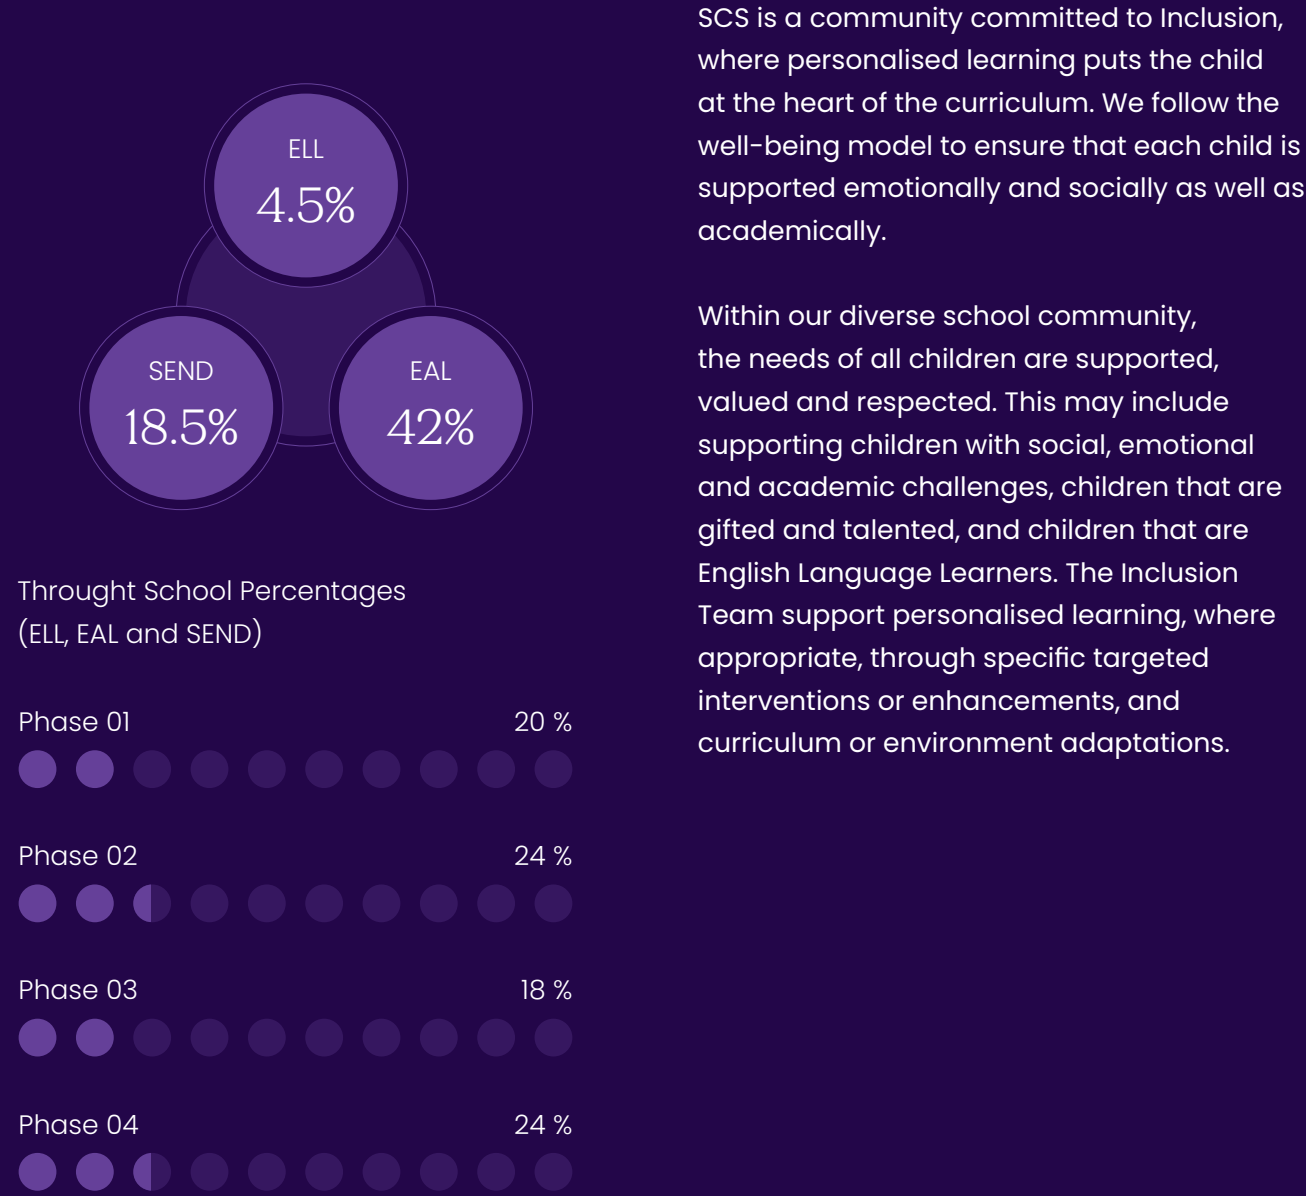 ELL
4.5%
SEND
18.5%
EAL
42%
Throught School Percentages
(ELL, EAL and SEND)
Phase 01
20 %
Phase 02
24 %
Phase 03
18 %
Phase 04
24 %
SCS is a community committed to Inclusion,
where personalised learning puts the child
at the heart of the curriculum. We follow the
well-being model to ensure that each child is
supported emotionally and socially as well as
academically.
Within our diverse school community,
the needs of all children are supported,
valued and respected. This may include
supporting children with social, emotional
and academic challenges, children that are
gifted and talented, and children that are
English Language Learners. The Inclusion
Team support personalised learning, where
appropriate, through specific targeted
interventions or enhancements, and
curriculum or environment adaptations.